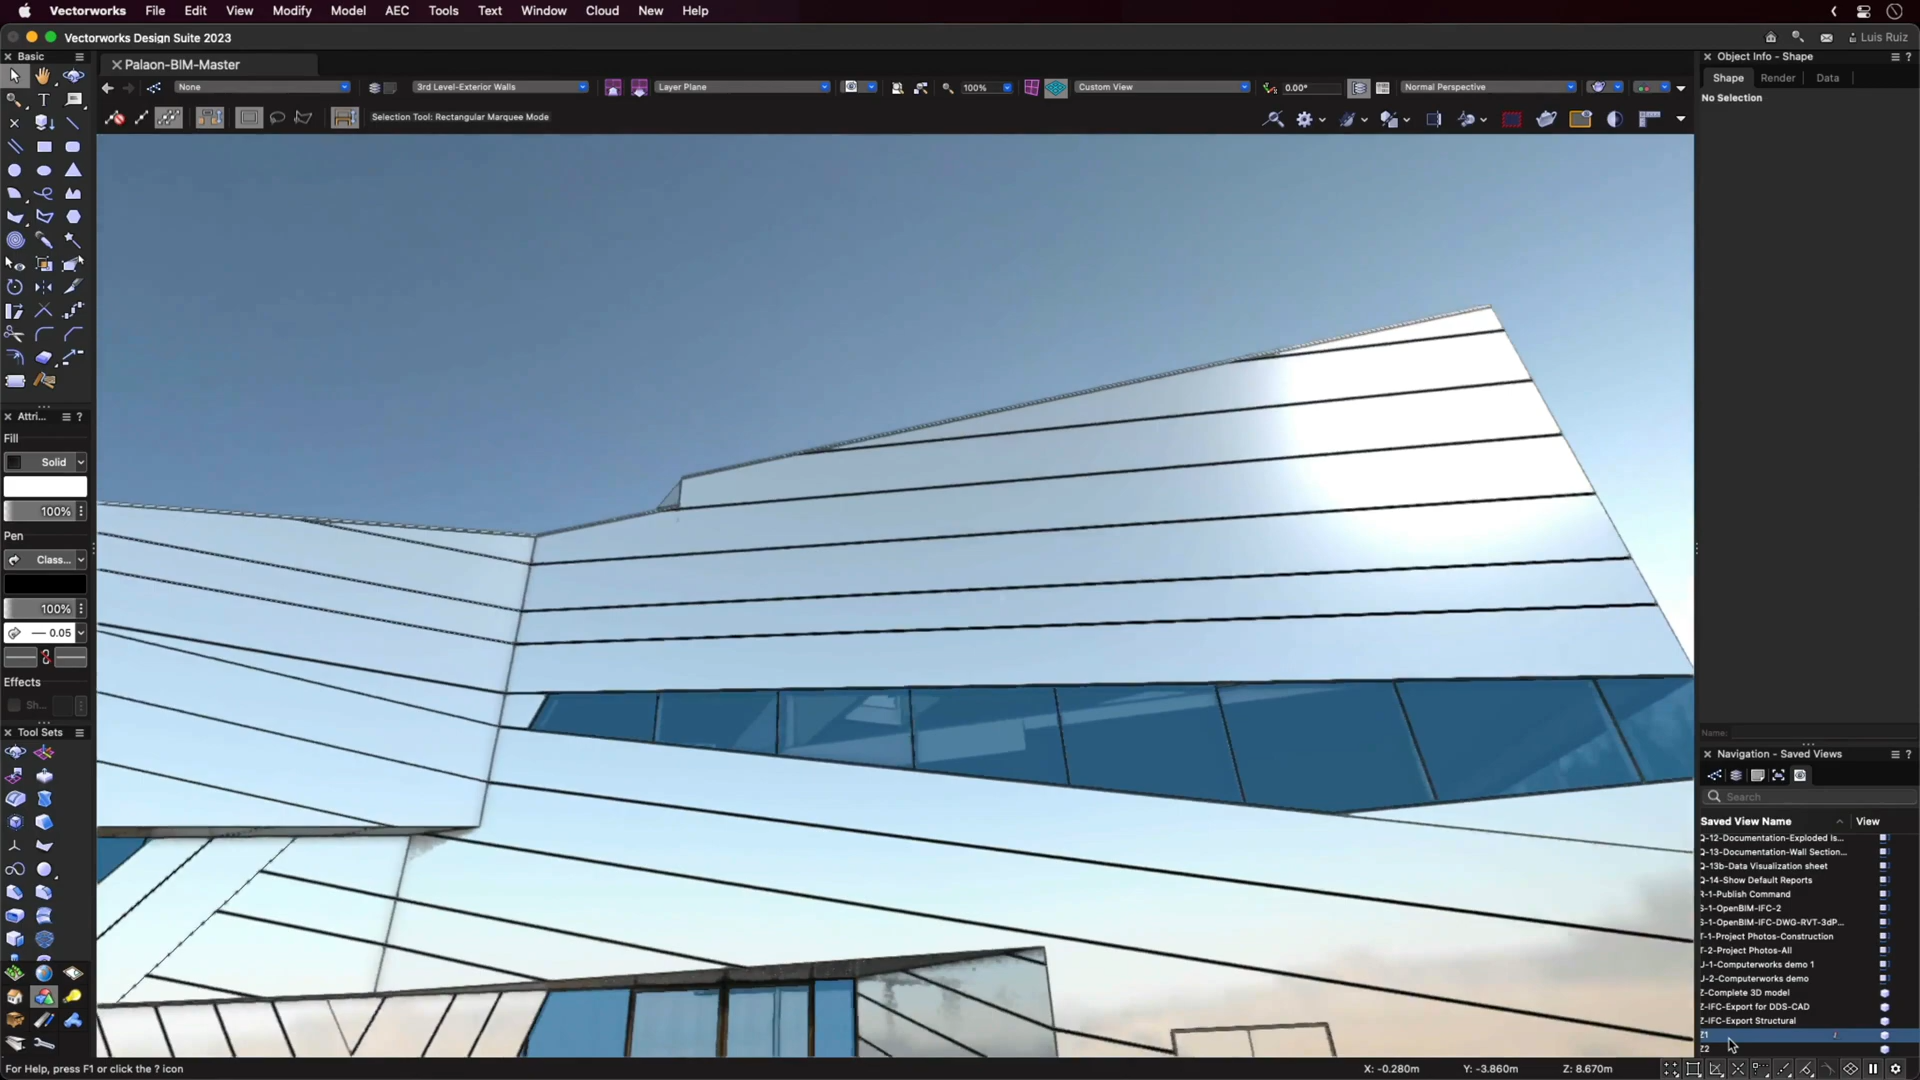 Vectorworks File Edit View Modify Model AEC Tools Text Window Cloud New Help
Vectorworks Design Suite 2023
Luis Ruiz
Basic
Palaon-BIM-Master
Object Info - Shape
None
3rd Level-Exterior Walls
Layer Plane
100%
Custom View
0.00°
Normal Perspective
Shape Render Data
No Selection
Selection Tool: Rectangular Marquee Mode
Attri...
Fill
Solid
100%
Pen
Class...
100%
0.05
Effects
Sh...
Tool Sets
Name:
Navigation - Saved Views
Search
Saved View Name View
Q-12-Documentation-Exploded Is...
Q-13-Documentation-Wall Section...
Q-13b-Data Visualization sheet
Q-14-Show Default Reports
R-1-Publish Command
S-1-OpenBIM-IFC-2
S-1-OpenBIM-IFC-DWG-RVT-3dP...
T-1-Project Photos-Construction
T-2-Project Photos-All
U-1-Computerworks demo 1
U-2-Computerworks demo
Z-Complete 3D model
Z-IFC-Export for DDS-CAD
Z-IFC-Export Structural
Z1
Z2
For Help, press F1 or click the ? icon
X: -0.280m Y: -3.860m Z: 8.670m